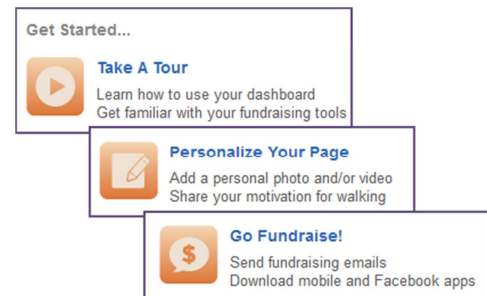 Get Started...
Take A Tour
Learn how to use your dashboard
Get familiar with your fundraising tools
Personalize Your Page
Add a personal photo and/or video
Share your motivation for walking
$
Go Fundraise!
Send fundraising emails
Download mobile and Facebook apps